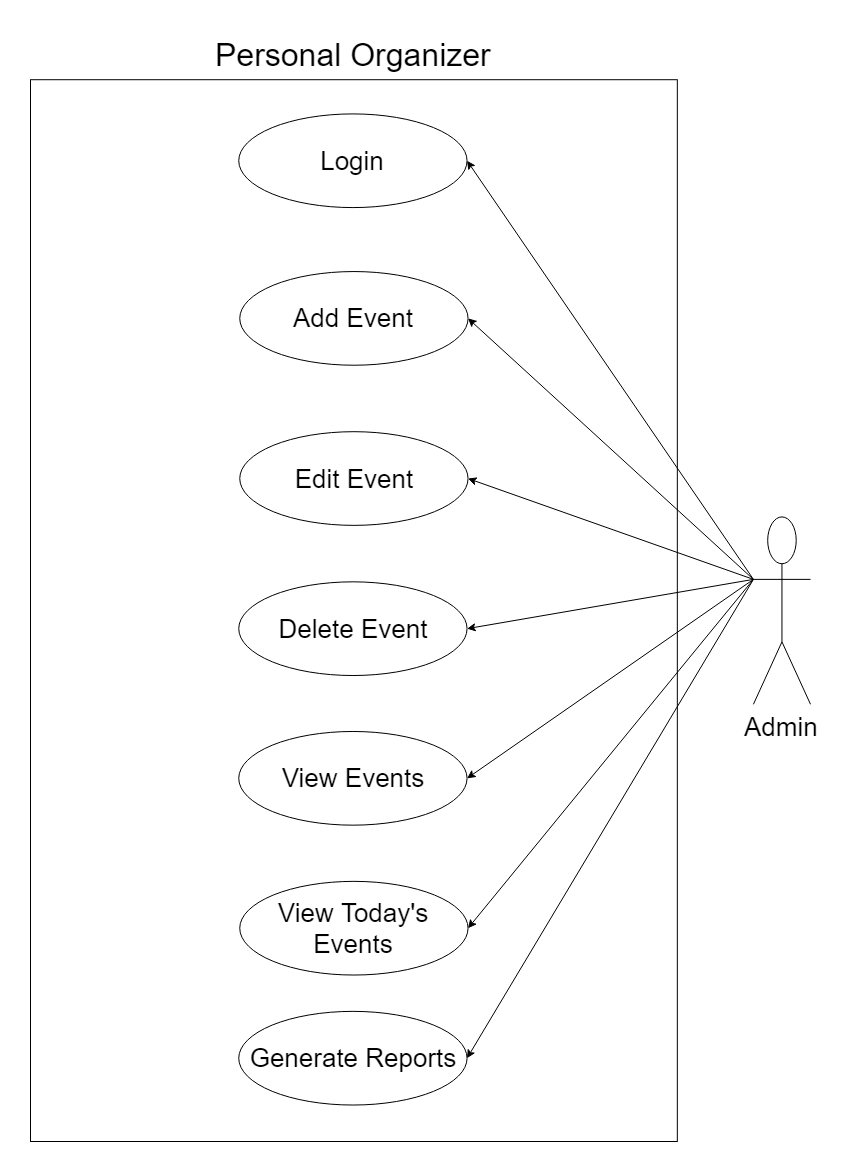 Personal Organizer
Login
Add Event
Edit Event
Delete Event
View Events
View Today's
Events
Generate Reports
Admin